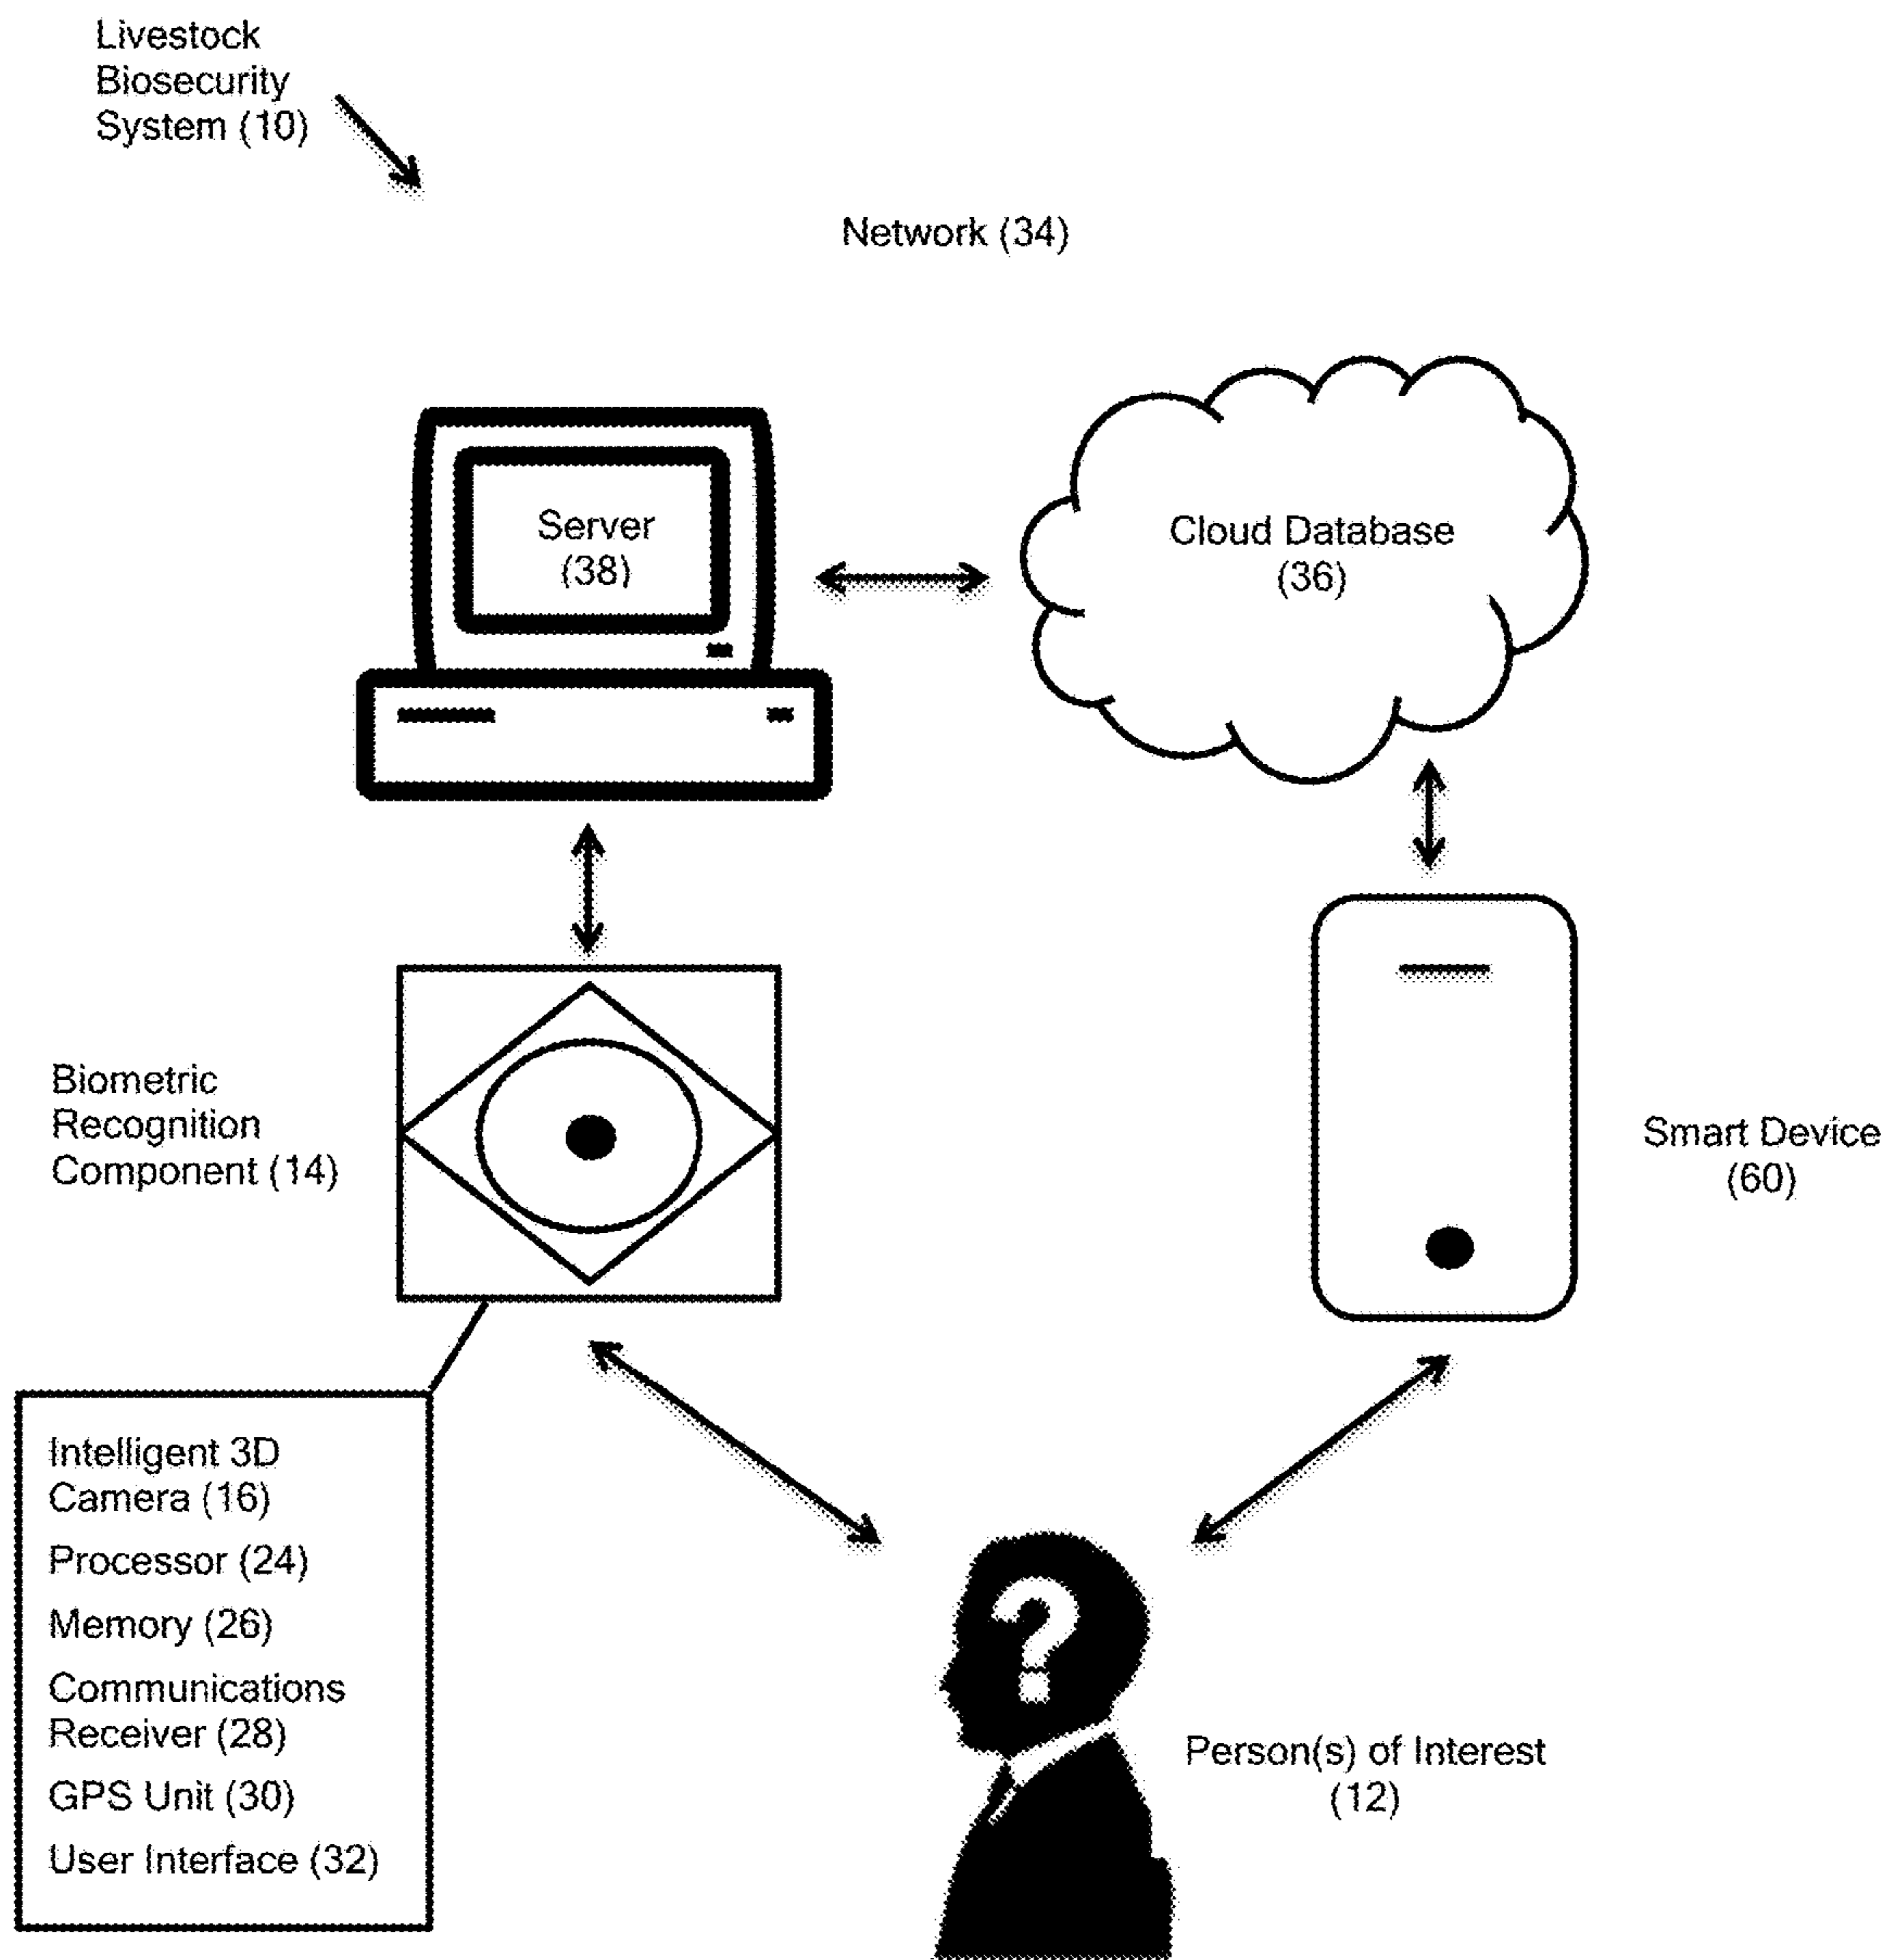 Livestock
Biosecurity
System (10)
Network (34)
Server
(38)
Cloud Database
(36)
Biometric
Recognition
Component (14)
Smart Device
(60)
Intelligent 3D
Camera (16)
Processor (24)
Memory (26)
Communications
Receiver (28)
GPS Unit (30)
User Interface (32)
?
Person(s) of Interest
(12)